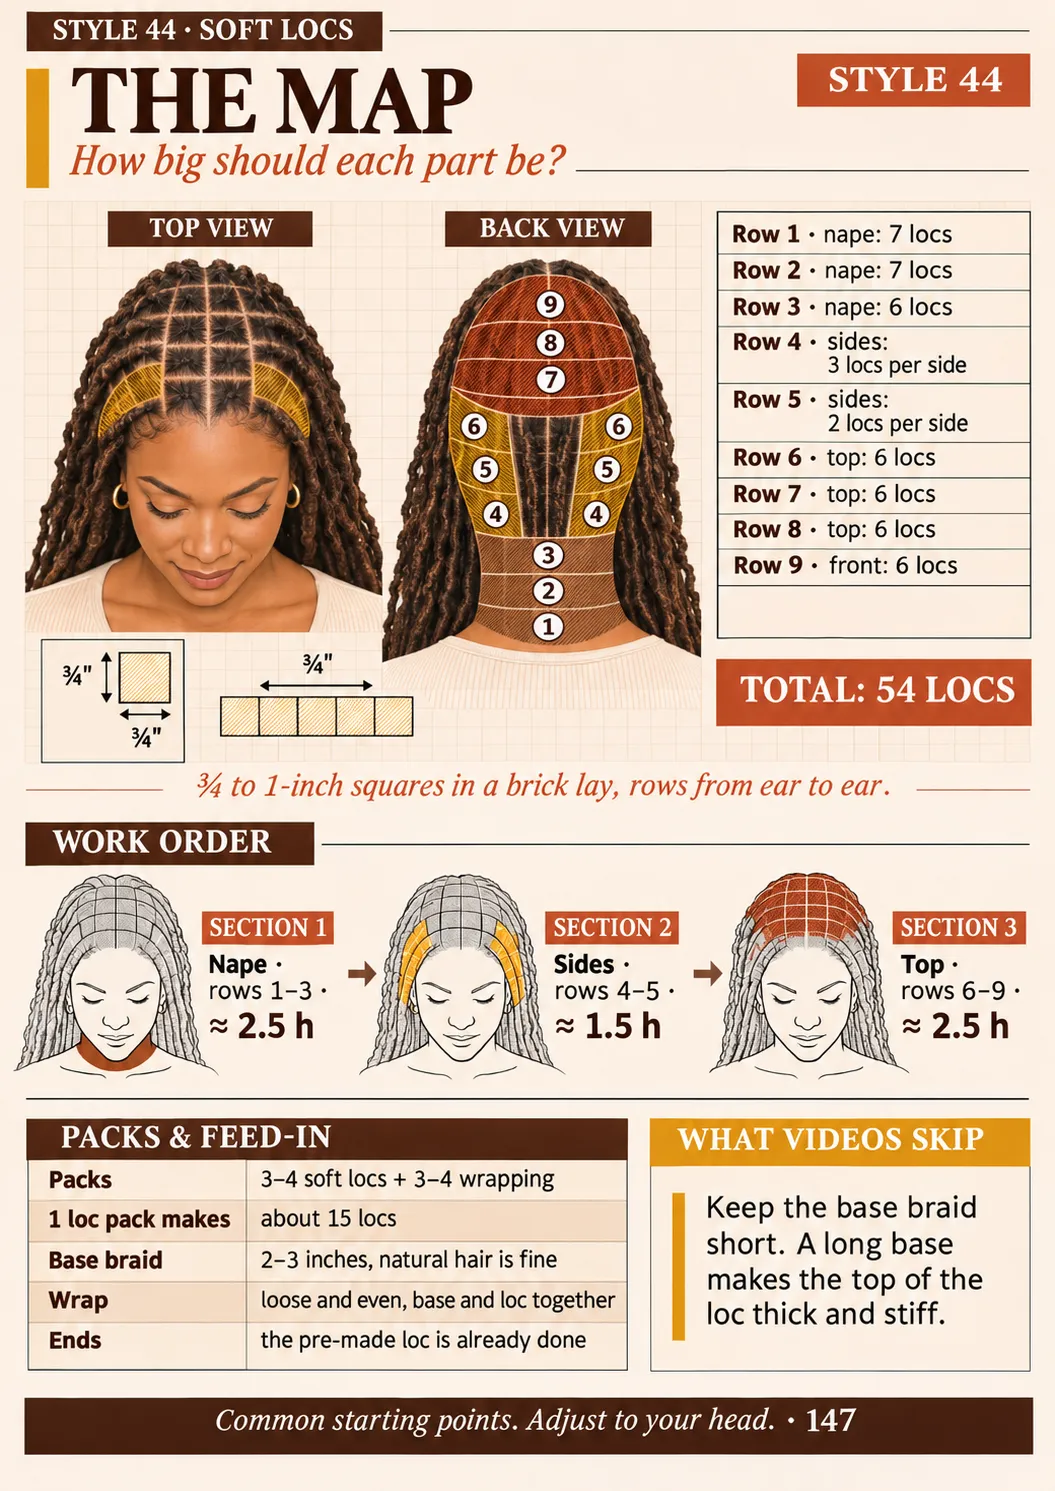 STYLE 44 · SOFT LOCS
THE MAP
STYLE 44
How big should each part be?
TOP VIEW
BACK VIEW
9
8
7
6
6
5
5
4
4
3
2
1
Row 1 · nape: 7 locs
Row 2 · nape: 7 locs
Row 3 · nape: 6 locs
Row 4 · sides:
3 locs per side
Row 5 · sides:
2 locs per side
Row 6 · top: 6 locs
Row 7 · top: 6 locs
Row 8 · top: 6 locs
Row 9 · front: 6 locs
TOTAL: 54 LOCS
¾"
¾"
¾"
¾ to 1-inch squares in a brick lay, rows from ear to ear.
WORK ORDER
SECTION 1
Nape ·
rows 1–3 ·
≈ 2.5 h
SECTION 2
Sides ·
rows 4–5 ·
≈ 1.5 h
SECTION 3
Top ·
rows 6–9 ·
≈ 2.5 h
PACKS & FEED-IN
Packs 3–4 soft locs + 3–4 wrapping
1 loc pack makes about 15 locs
Base braid 2–3 inches, natural hair is fine
Wrap loose and even, base and loc together
Ends the pre-made loc is already done
WHAT VIDEOS SKIP
Keep the base braid
short. A long base
makes the top of the
loc thick and stiff.
Common starting points. Adjust to your head. · 147